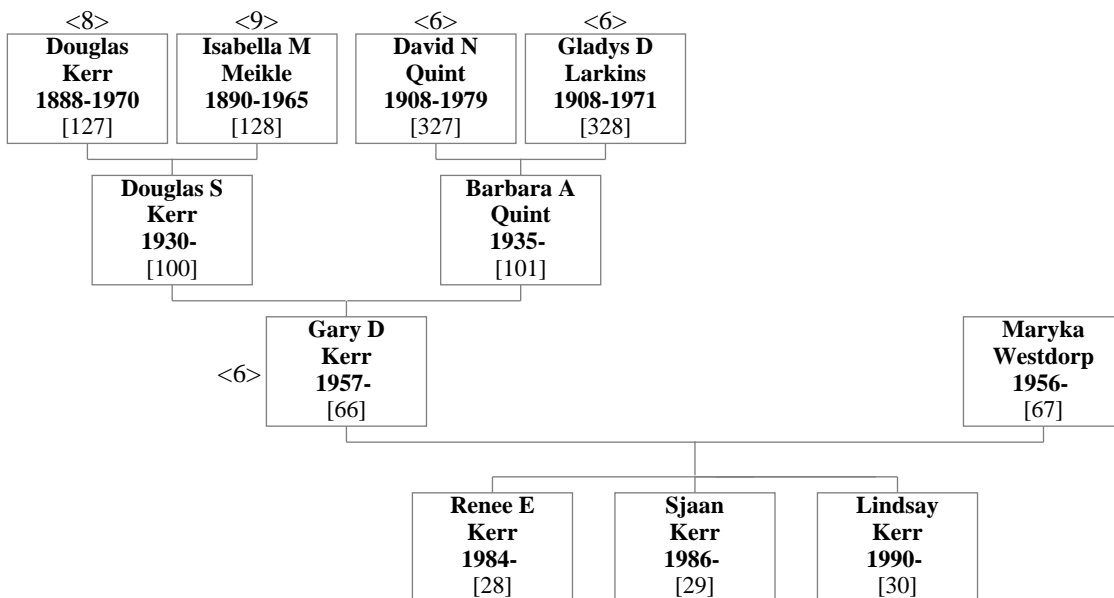 <8>
<9>
<6>
<6>
Douglas
Kerr
1888-1970
[127]
Isabella M
Meikle
1890-1965
[128]
David N
Quint
1908-1979
[327]
Gladys D
Larkins
1908-1971
[328]
Douglas S
Kerr
1930-
[100]
Barbara A
Quint
1935-
[101]
<6>
Gary D
Kerr
1957-
[66]
Maryka
Westdorp
1956-
[67]
Renee E
Kerr
1984-
[28]
Sjaan
Kerr
1986-
[29]
Lindsay
Kerr
1990-
[30]